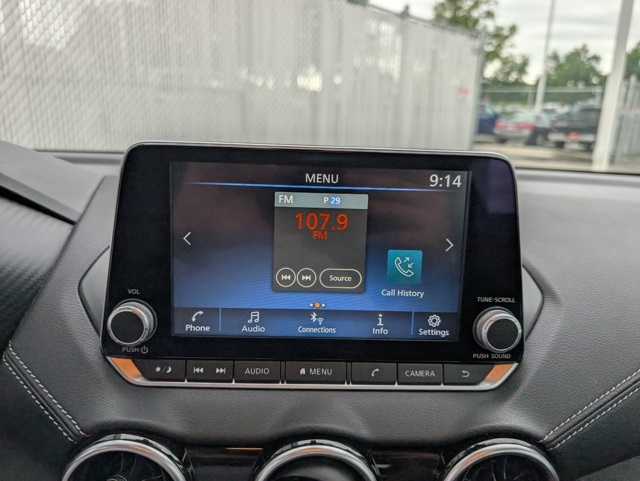 MENU
9:14
FM P 29
107.9
FM
Source
Call History
Phone
Audio
Connections
Info
Settings
VOL
PUSH
TUNE·SCROLL
PUSH SOUND
AUDIO
MENU
CAMERA